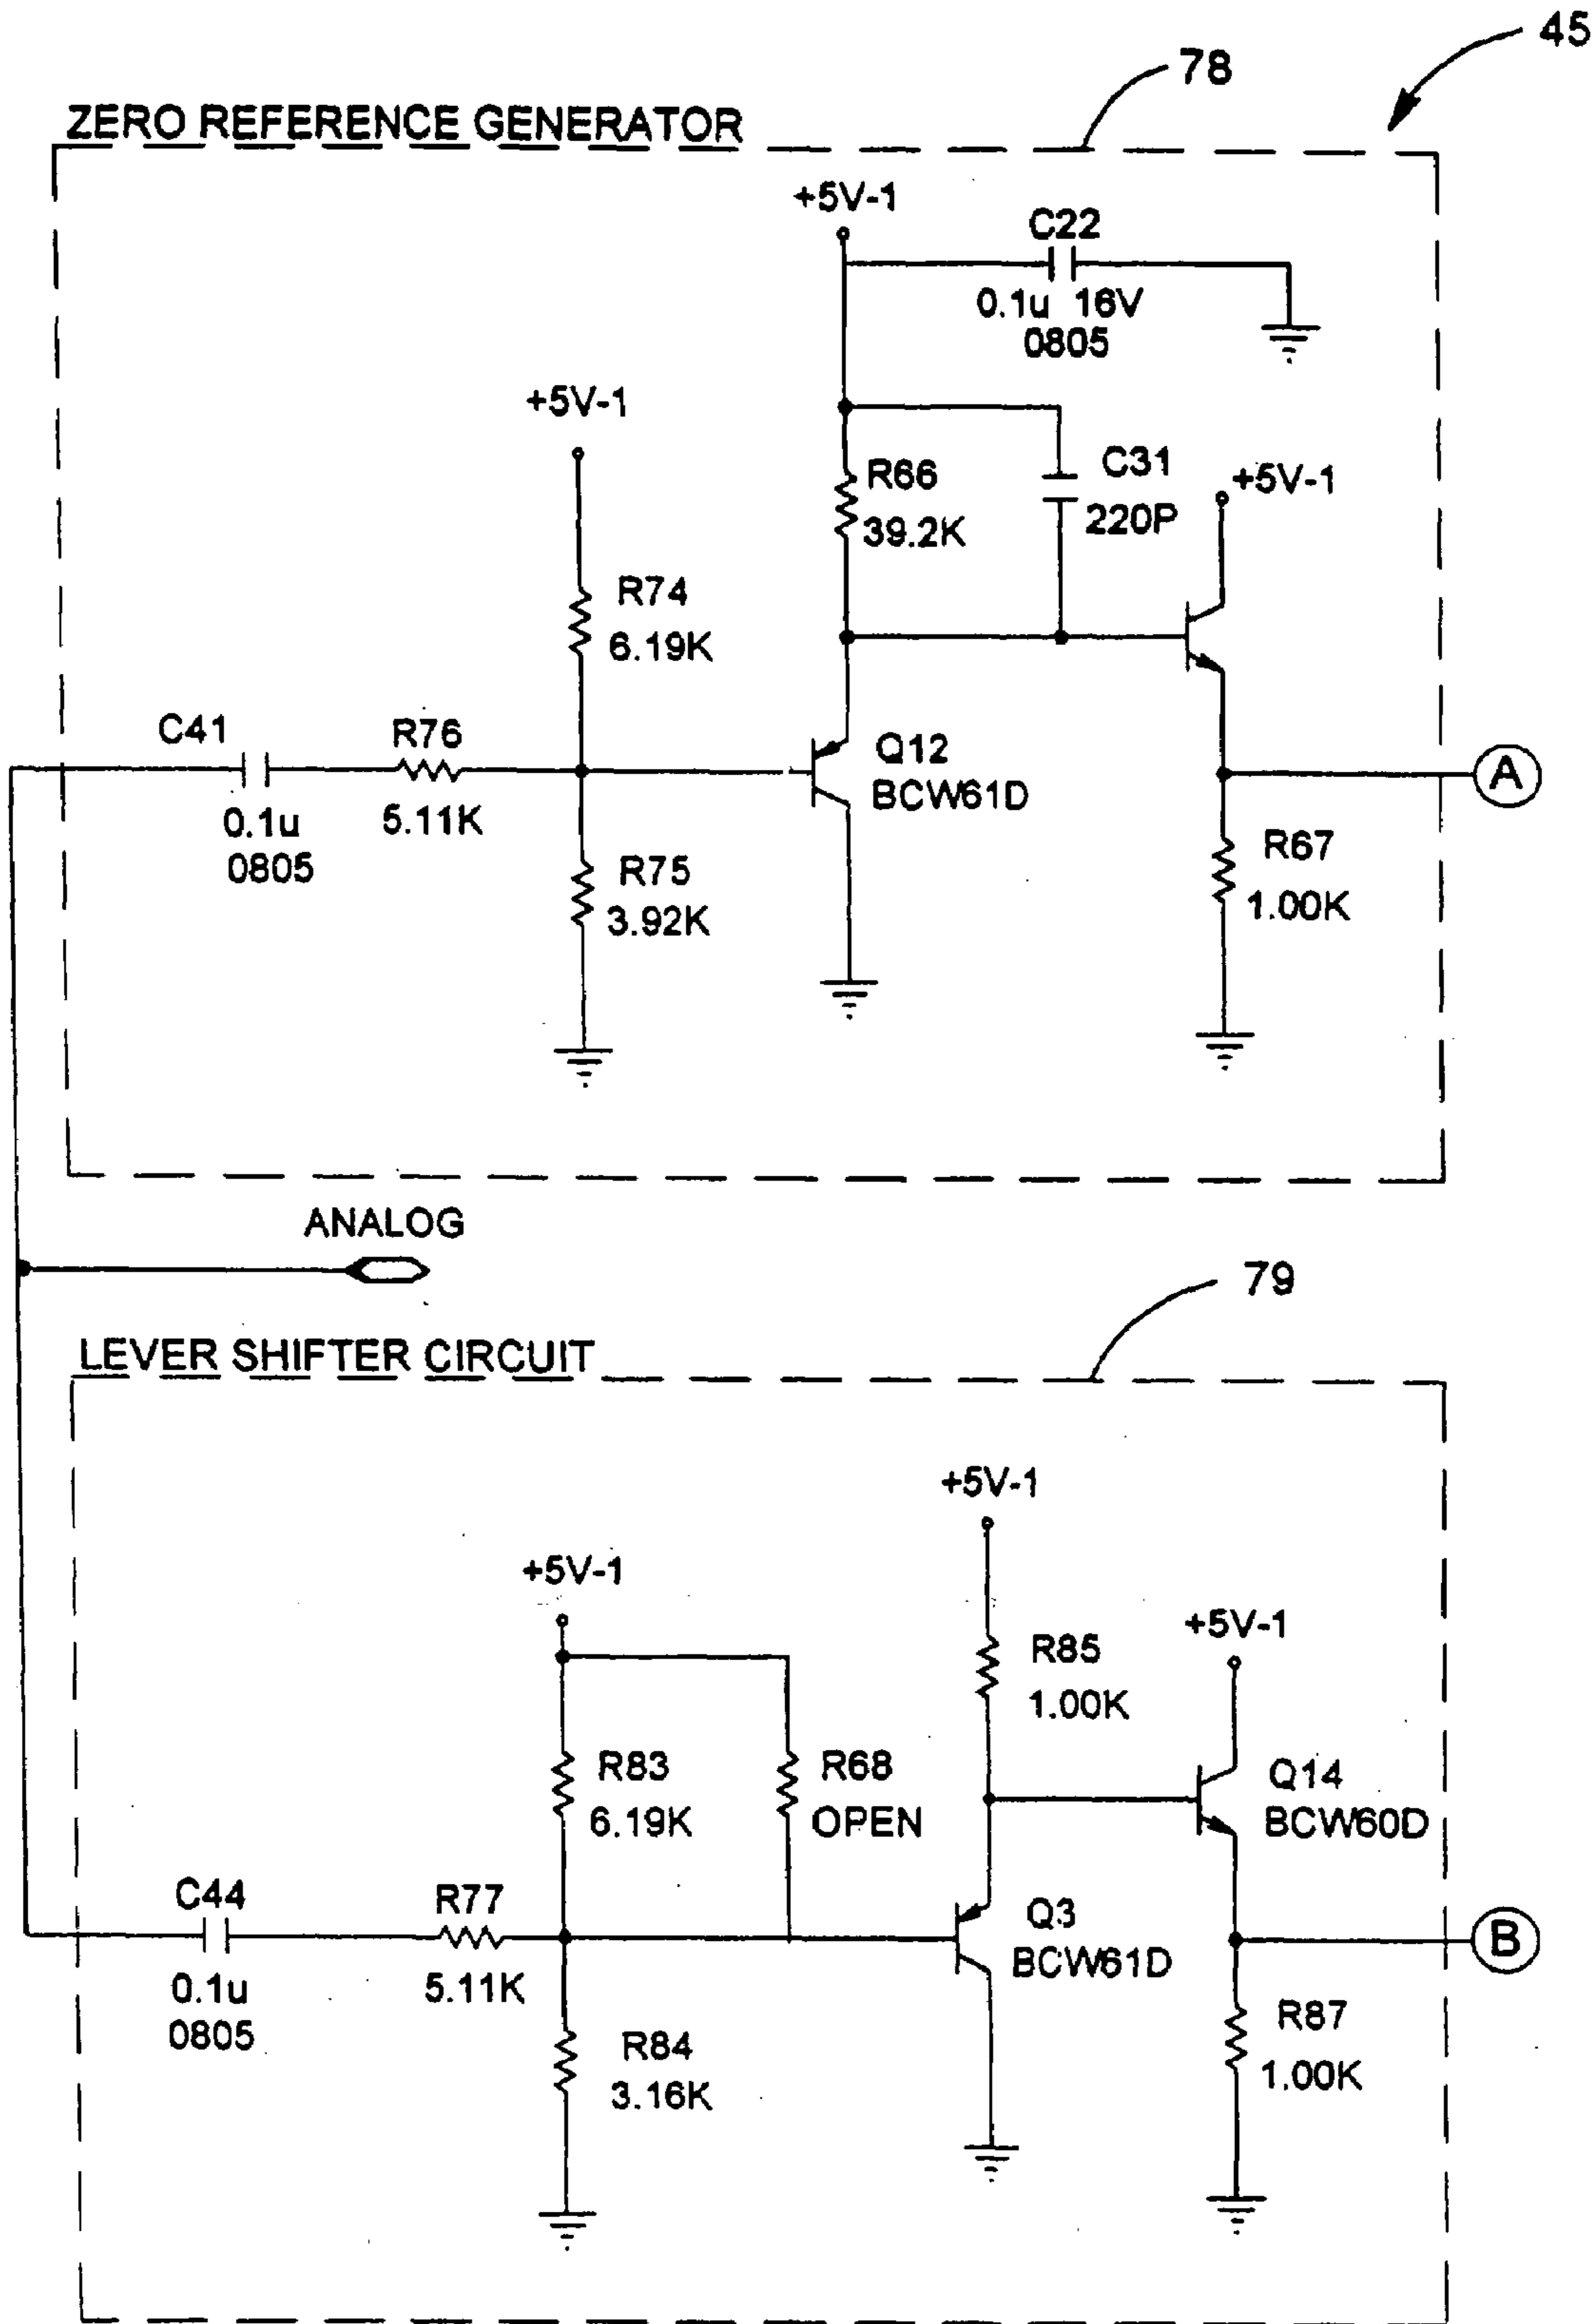 45
78
ZERO REFERENCE GENERATOR
+5V-1
C22
0.1u 16V
0805
+5V-1
R66
39.2K
C31
220P
+5V-1
R74
6.19K
C41
0.1u
0805
R76
5.11K
Q12
BCW61D
A
R75
3.92K
R67
1.00K
ANALOG
79
LEVER SHIFTER CIRCUIT
+5V-1
+5V-1
+5V-1
R85
1.00K
R83
6.19K
R68
OPEN
Q14
BCW60D
C44
0.1u
0805
R77
5.11K
Q3
BCW61D
B
R84
3.16K
R87
1.00K